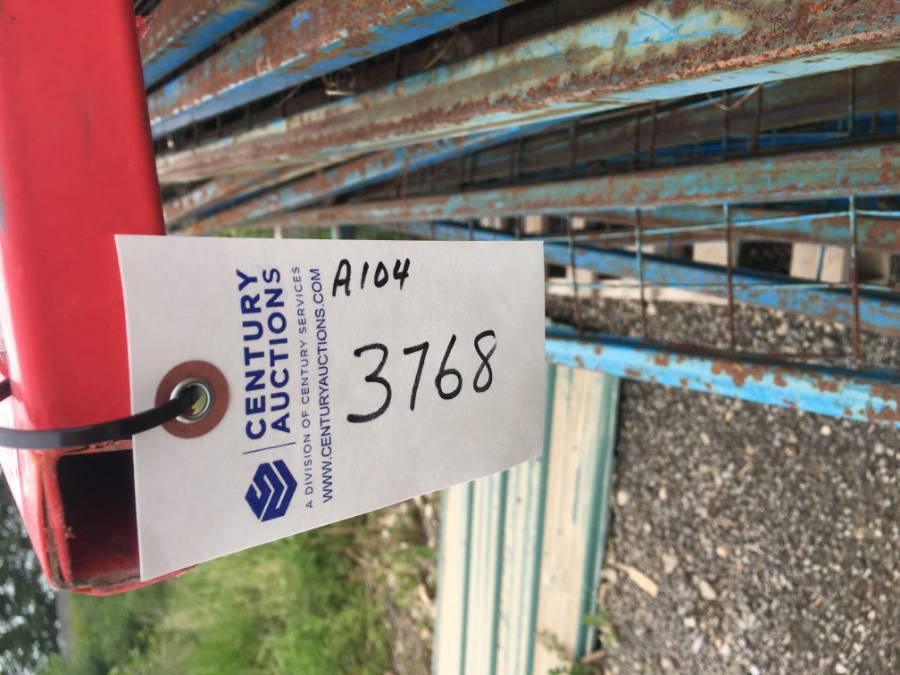 CENTURY
AUCTIONS
A DIVISION OF CENTURY SERVICES
WWW.CENTURYAUCTIONS.COM
A104
3768